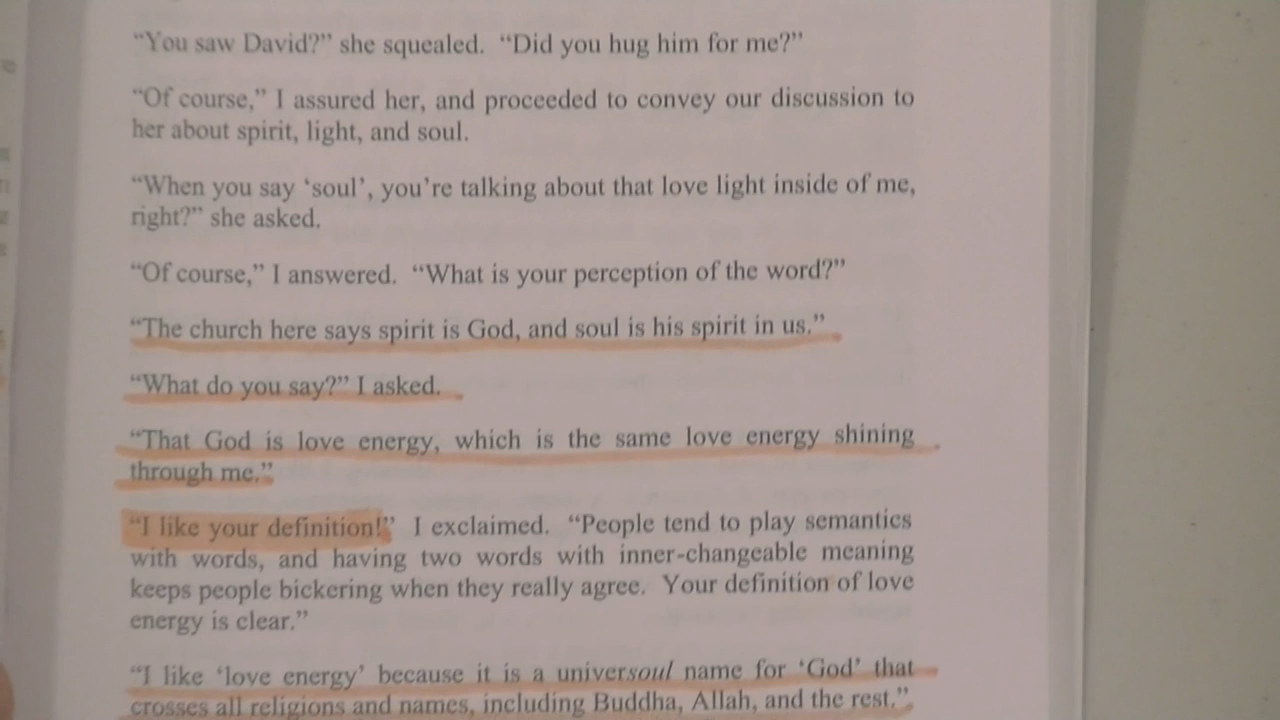 “You saw David?” she squealed. “Did you hug him for me?”
“Of course,” I assured her, and proceeded to convey our discussion to
her about spirit, light, and soul.
“When you say ‘soul’, you’re talking about that love light inside of me,
right?” she asked.
“Of course,” I answered. “What is your perception of the word?”
“The church here says spirit is God, and soul is his spirit in us.”
“What do you say?” I asked.
“That God is love energy, which is the same love energy shining
through me.”
“I like your definition!” I exclaimed. “People tend to play semantics
with words, and having two words with inner-changeable meaning
keeps people bickering when they really agree. Your definition of love
energy is clear.”
“I like ‘love energy’ because it is a universoul name for ‘God’ that
crosses all religions and names, including Buddha, Allah, and the rest.”